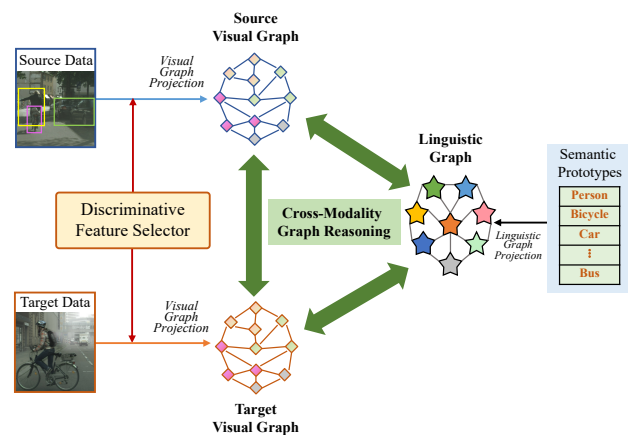 Source
Visual Graph
Source Data
Visual
Graph
Projection
Linguistic
Graph
Semantic
Prototypes
Person
Bicycle
Car
⋮
Bus
Discriminative
Feature Selector
Cross-Modality
Graph Reasoning
Linguistic
Graph
Projection
Target Data
Visual
Graph
Projection
Target
Visual Graph